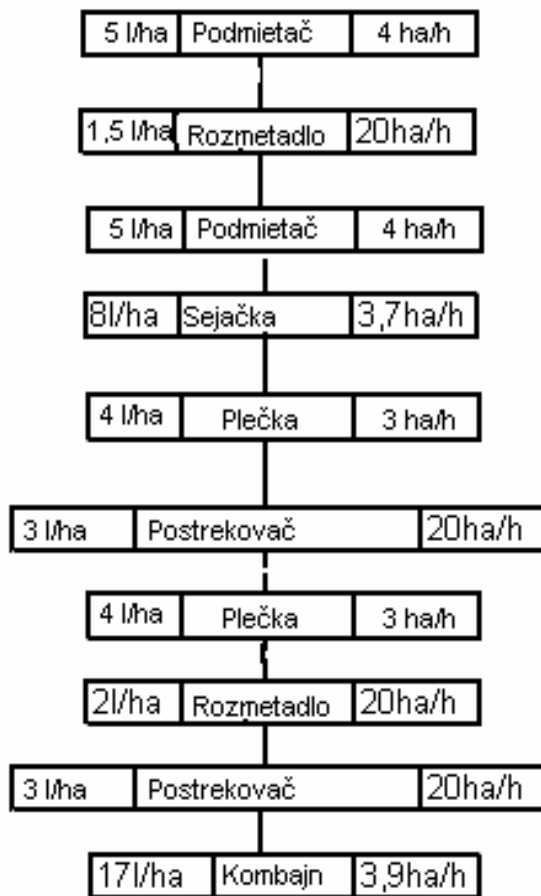 5 l/ha Podmietač 4 ha/h
1,5 l/ha Rozmetadlo 20ha/h
5 l/ha Podmietač 4 ha/h
8l/ha Sejačka 3,7ha/h
4 l/ha Plečka 3 ha/h
3 l/ha Postrekovač 20ha/h
4 l/ha Plečka 3 ha/h
2l/ha Rozmetadlo 20ha/h
3 l/ha Postrekovač 20ha/h
17l/ha Kombajn 3,9ha/h